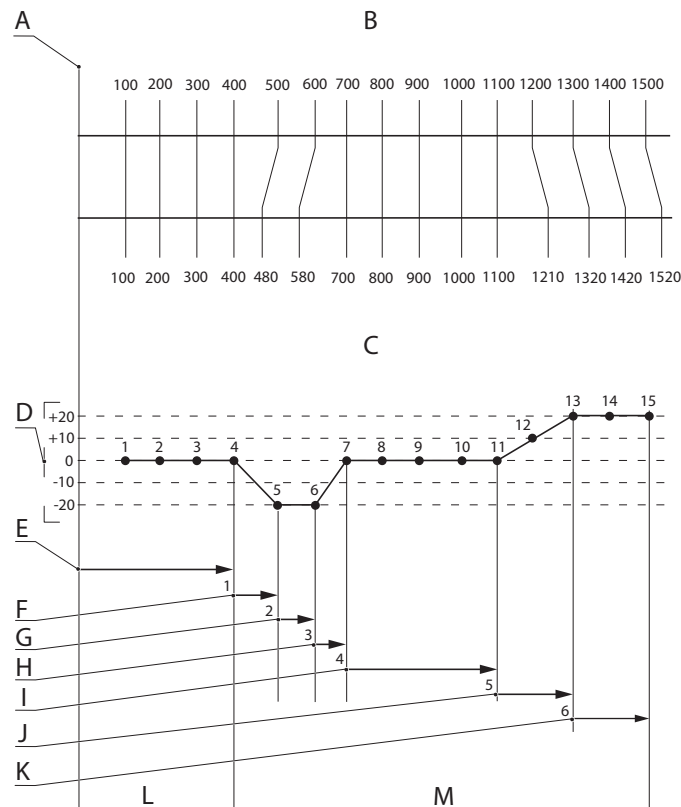 A
B
100 200 300 400 500 600 700 800 900 1000 1100 1200 1300 1400 1500
100 200 300 400 480 580 700 800 900 1000 1100 1210 1320 1420 1520
C
D
+20
+10
0
-10
-20
1 2 3 4 5 6 7 8 9 10 11 12 13 14 15
E
F 1
G 2
H 3
I 4
J 5
K 6
L M